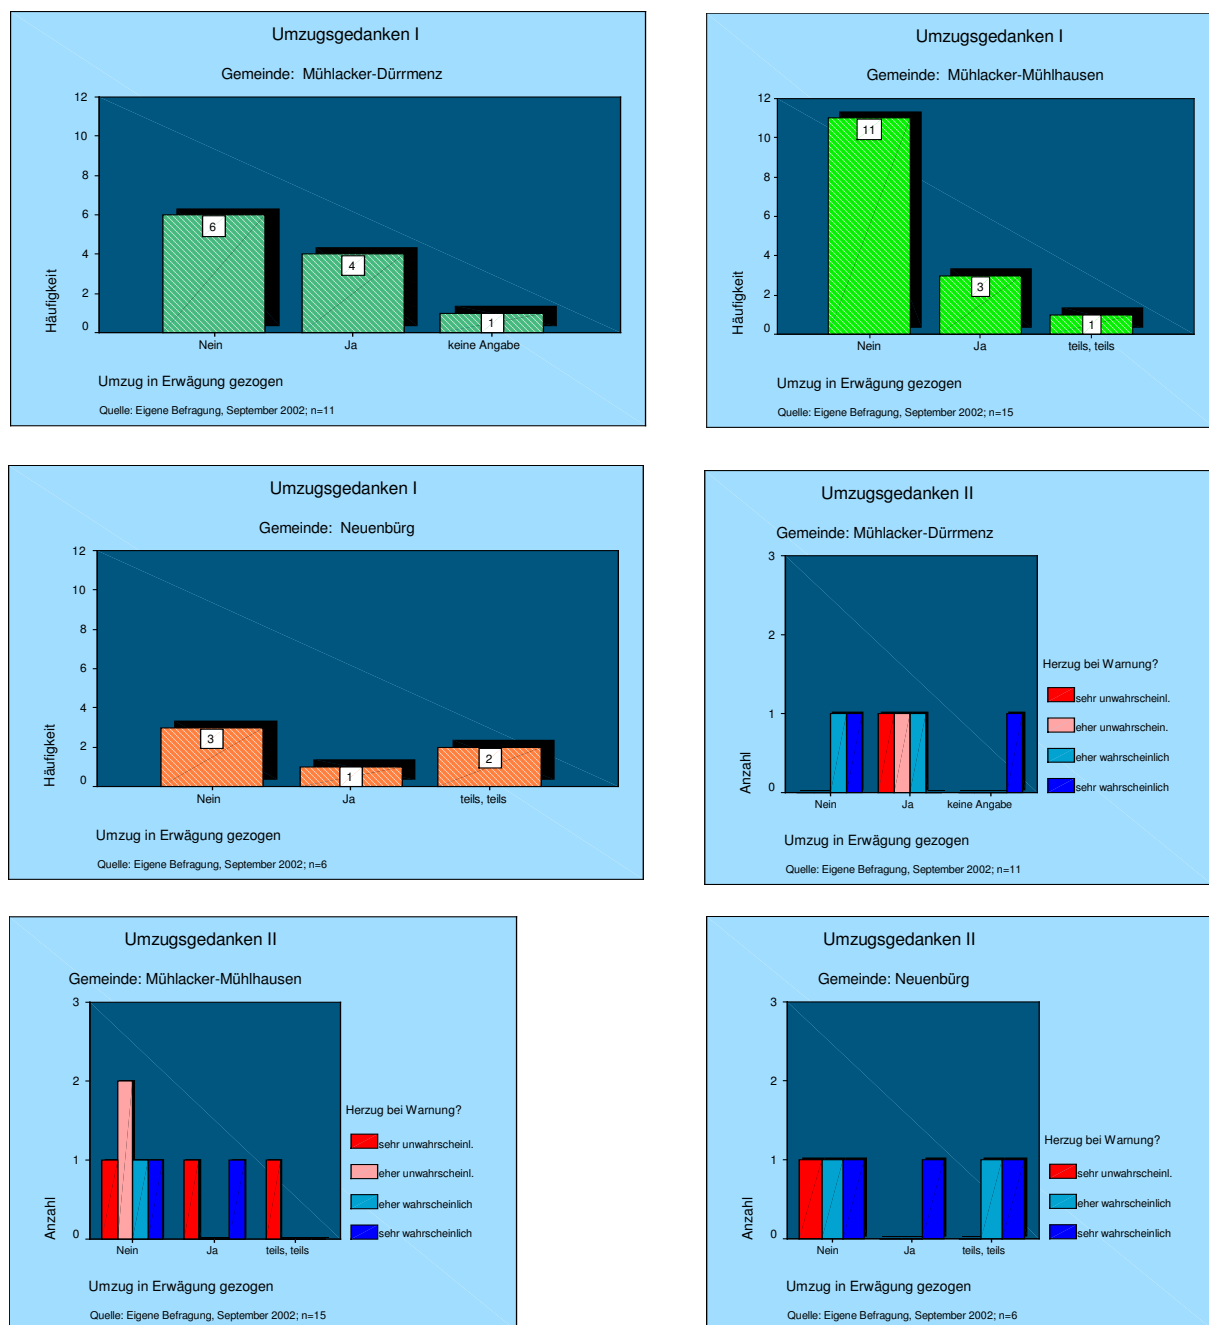 Umzugsgedanken I
Gemeinde: Mühlacker-Dürrmenz
12
10
8
6
4
2
0
Häufigkeit
6
4
1
Nein Ja keine Angabe
Umzug in Erwägung gezogen
Quelle: Eigene Befragung, September 2002; n=11
Umzugsgedanken I
Gemeinde: Mühlacker-Mühlhausen
12
10
8
6
4
2
0
Häufigkeit
11
3
1
Nein Ja teils, teils
Umzug in Erwägung gezogen
Quelle: Eigene Befragung, September 2002; n=15
Umzugsgedanken I
Gemeinde: Neuenbürg
12
10
8
6
4
2
0
Häufigkeit
3
1
2
Nein Ja teils, teils
Umzug in Erwägung gezogen
Quelle: Eigene Befragung, September 2002; n=6
Umzugsgedanken II
Gemeinde: Mühlacker-Dürrmenz
3
2
1
0
Anzahl
Nein Ja keine Angabe
Herzug bei Warnung?
sehr unwahrscheinl.
eher unwahrschein.
eher wahrscheinlich
sehr wahrscheinlich
Umzug in Erwägung gezogen
Quelle: Eigene Befragung, September 2002; n=11
Umzugsgedanken II
Gemeinde: Mühlacker-Mühlhausen
3
2
1
0
Anzahl
Nein Ja teils, teils
Herzug bei Warnung?
sehr unwahrscheinl.
eher unwahrscheinl.
eher wahrscheinlich
sehr wahrscheinlich
Umzug in Erwägung gezogen
Quelle: Eigene Befragung, September 2002; n=15
Umzugsgedanken II
Gemeinde: Neuenbürg
3
2
1
0
Anzahl
Nein Ja teils, teils
Herzug bei Warnung?
sehr unwahrscheinl.
eher wahrscheinlich
sehr wahrscheinlich
Umzug in Erwägung gezogen
Quelle: Eigene Befragung, September 2002; n=6